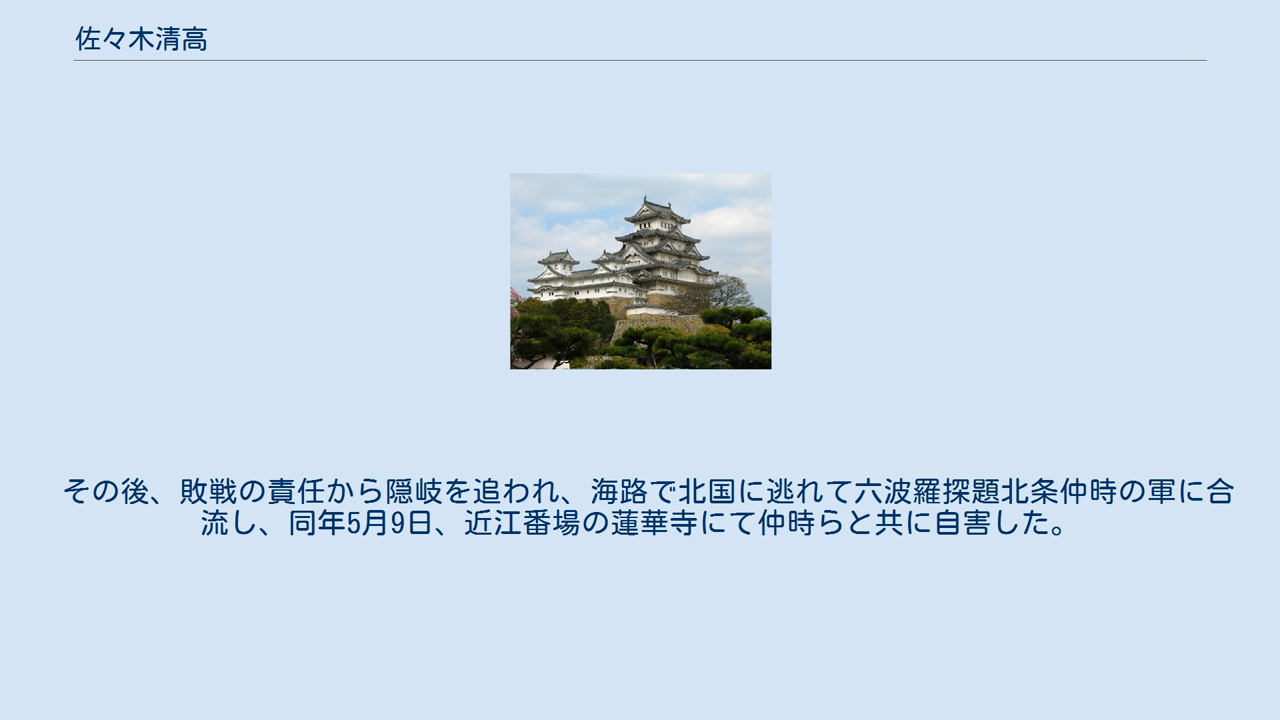 佐々木清高
その後、敗戦の責任から隠岐を追われ、海路で北国に逃れて六波羅探題北条仲時の軍に合
流し、同年5月9日、近江番場の蓮華寺にて仲時らと共に自害した。